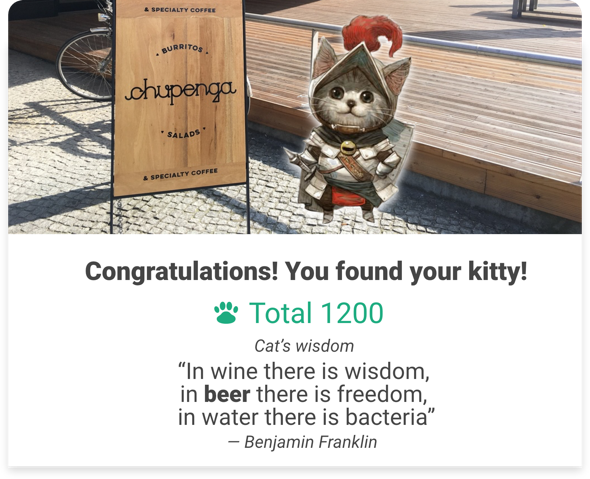 & SPECIALTY COFFEE
• BURRITOS •
chupenga
• SALADS •
& SPECIALTY COFFEE
Congratulations! You found your kitty!
Total 1200
Cat’s wisdom
“In wine there is wisdom,
in beer there is freedom,
in water there is bacteria”
— Benjamin Franklin